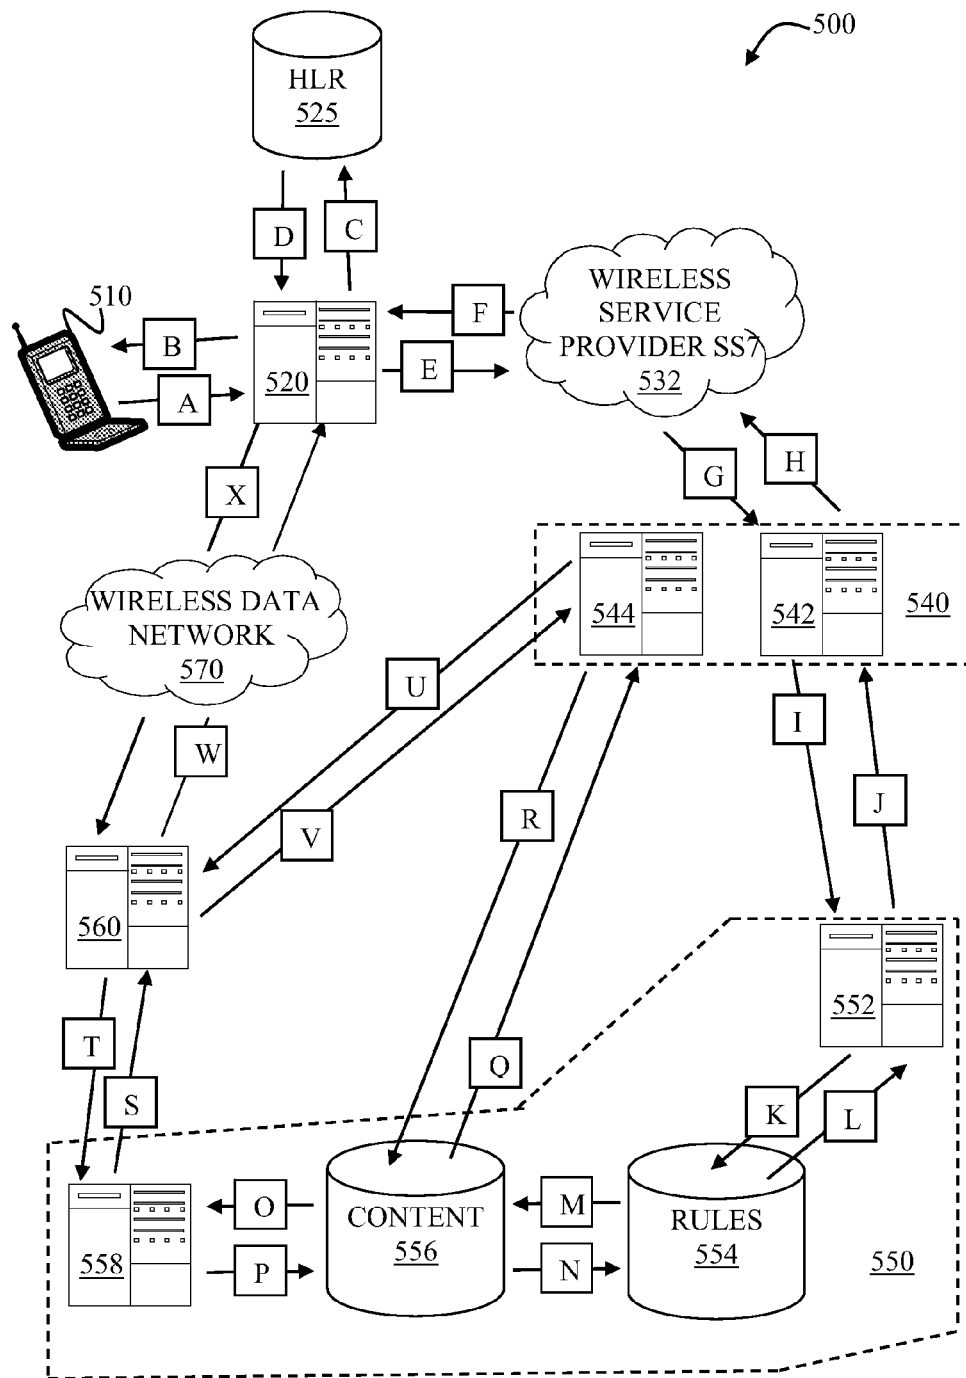 500
HLR
525
D
C
510
WIRELESS
SERVICE
PROVIDER SS7
532
B
F
A
E
520
X
G
H
WIRELESS DATA
NETWORK
570
544
542
540
U
I
W
V
R
J
560
552
T
S
Q
K
L
O
CONTENT
556
M
RULES
554
558
P
N
550